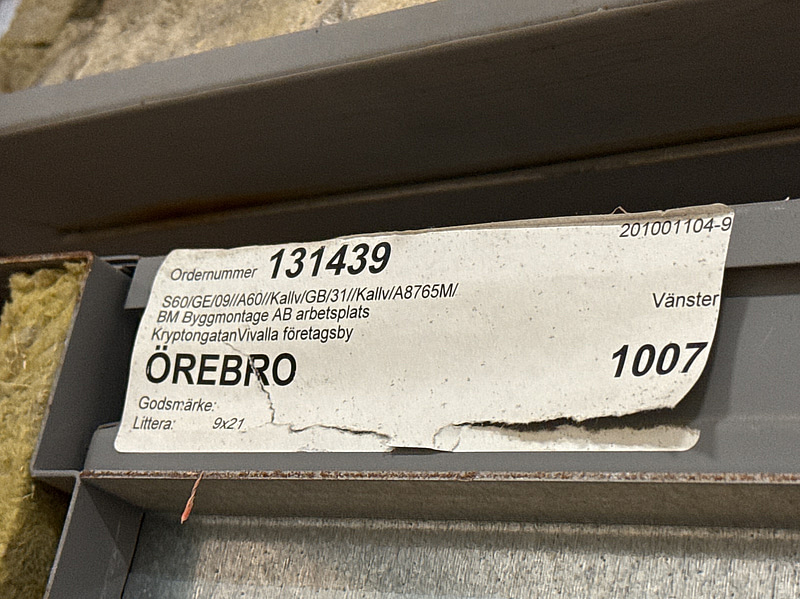 201001104-9
Ordernummer 131439
S60/GE/09//A60//Kallv/GB/31//Kallv/A8765M/
Vänster
BM Byggmontage AB arbetsplats
KryptongatanVivalla företagsby
ÖREBRO
1007
Godsmärke:
Littera: 9x21